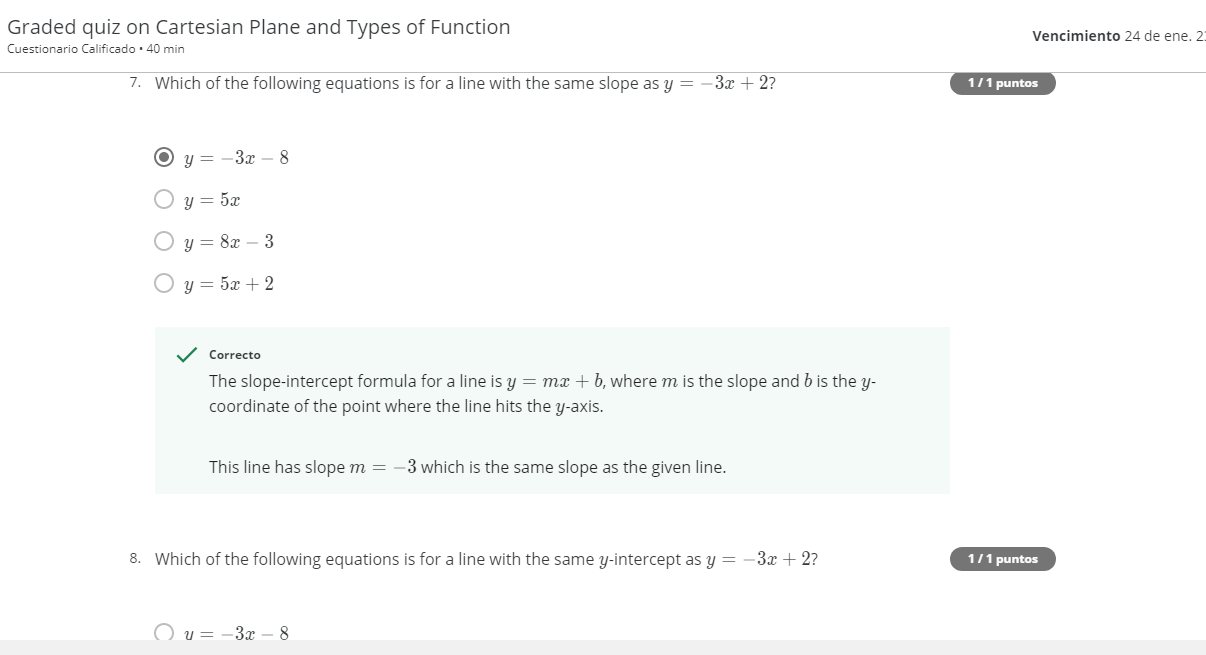 Graded quiz on Cartesian Plane and Types of Function
Cuestionario Calificado • 40 min
Vencimiento 24 de ene. 23
7. Which of the following equations is for a line with the same slope as y = −3x + 2?
1 / 1 puntos
y = −3x − 8
y = 5x
y = 8x − 3
y = 5x + 2
Correcto
The slope-intercept formula for a line is y = mx + b, where m is the slope and b is the y-
coordinate of the point where the line hits the y-axis.
This line has slope m = −3 which is the same slope as the given line.
8. Which of the following equations is for a line with the same y-intercept as y = −3x + 2?
1 / 1 puntos
y = −3x − 8